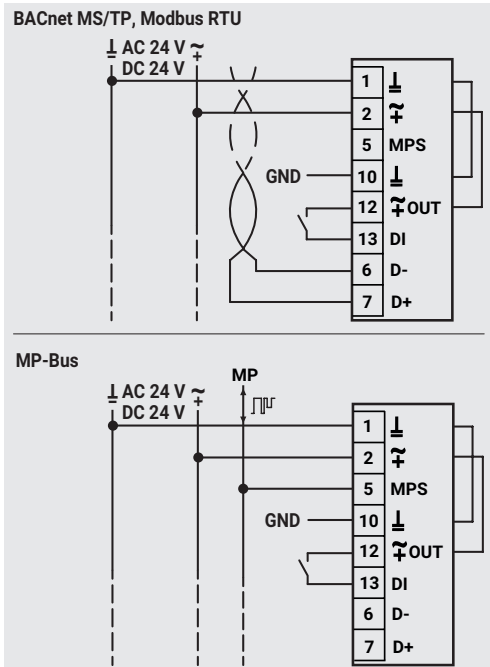 BACnet MS/TP, Modbus RTU
⊥ AC 24 V ~
DC 24 V +
1 ⊥
2 ~+
5 MPS
GND 10 ⊥
12 ~+ OUT
13 DI
6 D-
7 D+
MP-Bus
MP
⊥ AC 24 V ~
DC 24 V +
1 ⊥
2 ~+
5 MPS
GND 10 ⊥
12 ~+ OUT
13 DI
6 D-
7 D+